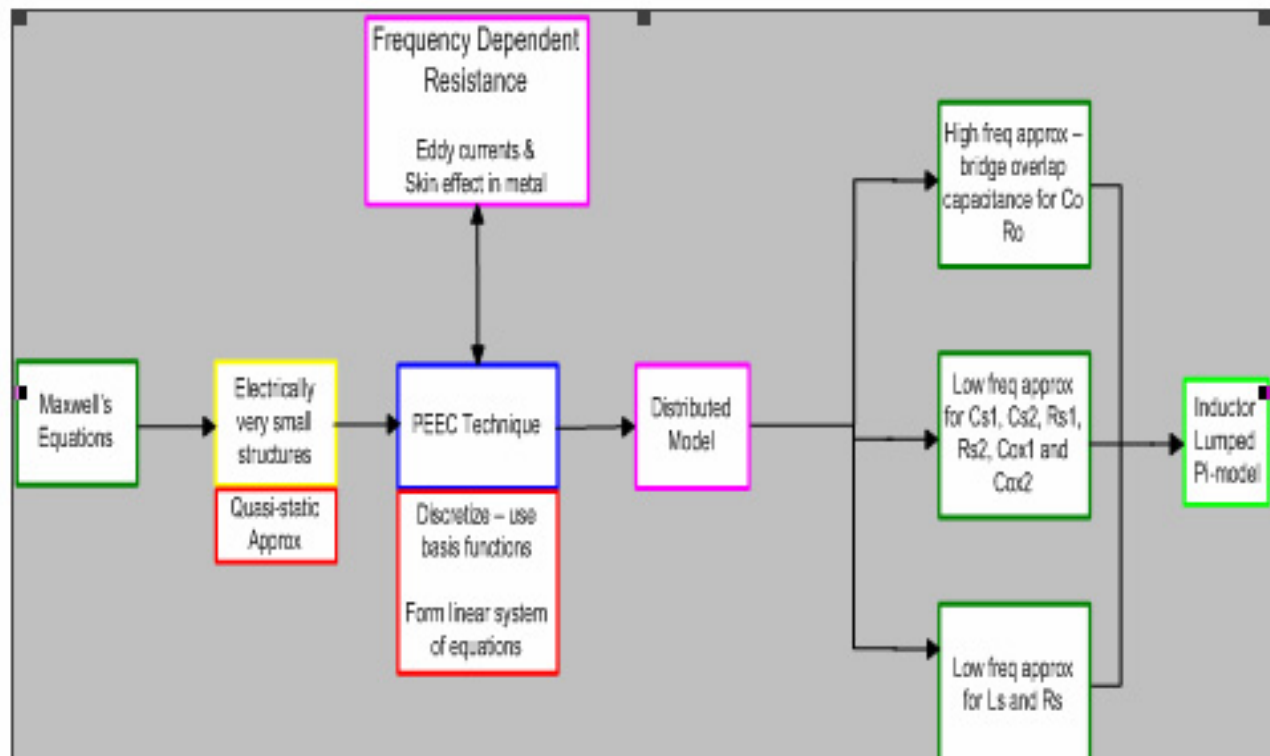 Frequency Dependent
Resistance
Eddy currents &
Skin effect in metal
Maxwell's
Equations
Electrically
very small
structures
Quasi-static
Approx
PEEC Technique
Discretize – use
basis functions
Form linear system
of equations
Distributed
Model
High freq approx –
bridge overlap
capacitance for Co
Ro
Low freq approx
for Cs1, Cs2, Rs1,
Rs2, Cox1 and
Cox2
Low freq approx
for Ls and Rs
Inductor
Lumped
Pi-model